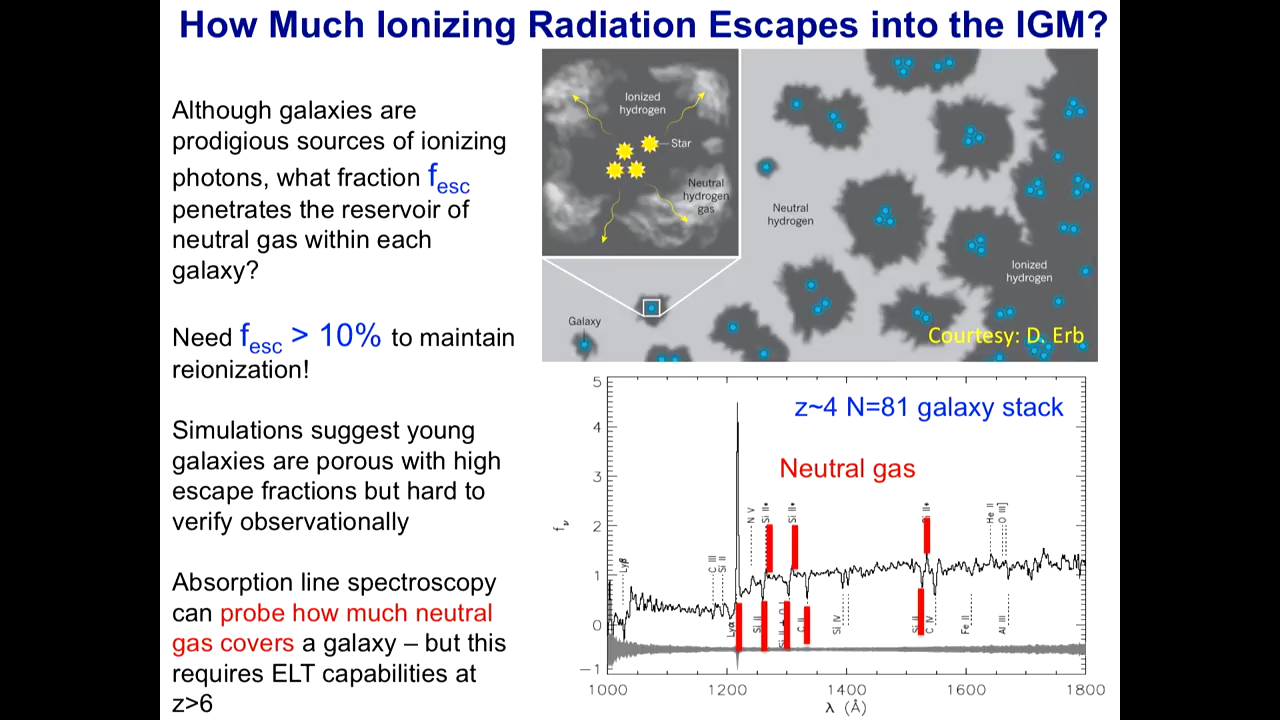 How Much Ionizing Radiation Escapes into the IGM?
Although galaxies are
prodigious sources of ionizing
photons, what fraction fesc
penetrates the reservoir of
neutral gas within each
galaxy?
Need fesc > 10% to maintain
reionization!
Simulations suggest young
galaxies are porous with high
escape fractions but hard to
verify observationally
Absorption line spectroscopy
can probe how much neutral
gas covers a galaxy – but this
requires ELT capabilities at
z>6
Ionized
hydrogen
Star
Neutral
hydrogen
gas
Neutral
hydrogen
Ionized
hydrogen
Galaxy
Courtesy: D. Erb
z~4 N=81 galaxy stack
Neutral gas
5
4
3
2
1
0
−1
fν
Lyβ
C III
Si II
N V
Si II*
Si II*
Si II*
He II
O III]
Lyα
Si II
Si II + O I
C II
Si IV
Si II
C IV
Fe II
Al III
1000
1200
1400
1600
1800
λ (Å)